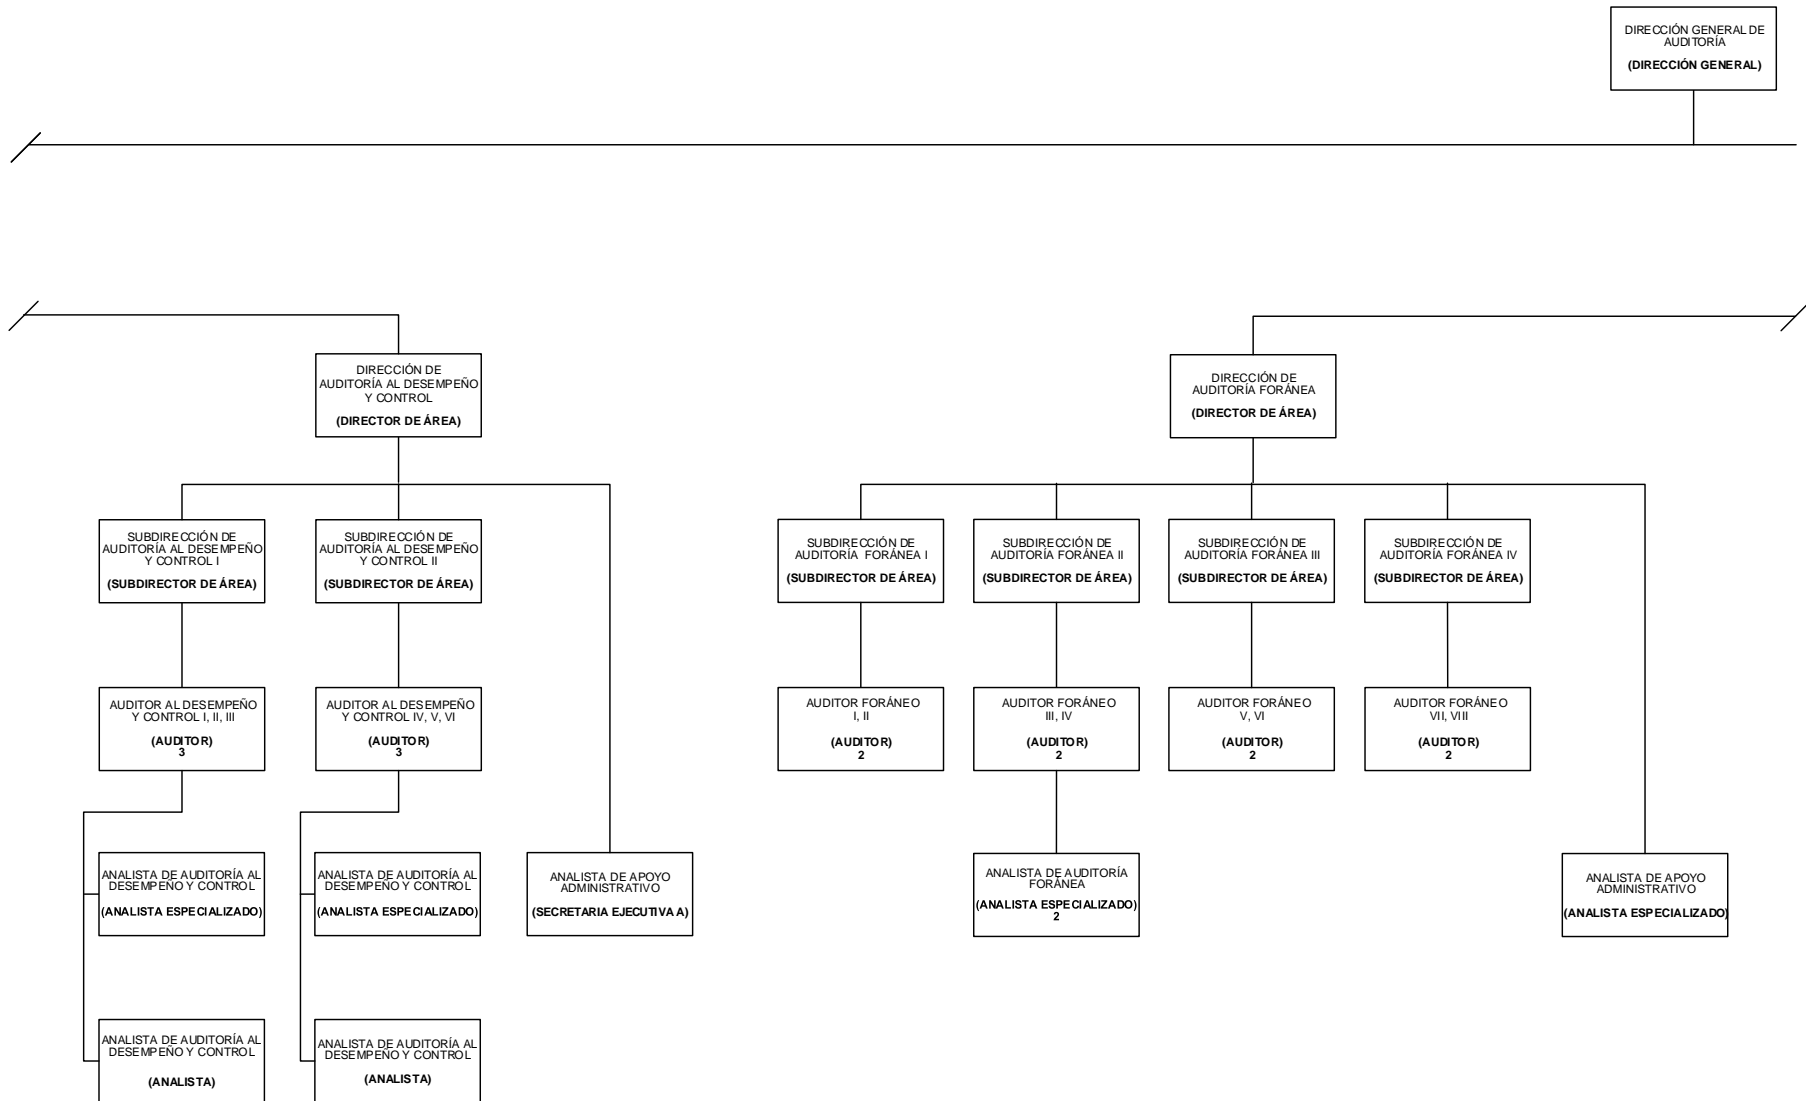 DIRECCIÓN GENERAL DE
AUDITORÍA
(DIRECCIÓN GENERAL)
DIRECCIÓN DE
AUDITORÍA AL DESEMPEÑO
Y CONTROL
(DIRECTOR DE ÁREA)
DIRECCIÓN DE
AUDITORÍA FORÁNEA
(DIRECTOR DE ÁREA)
SUBDIRECCIÓN DE
AUDITORÍA AL DESEMPEÑO
Y CONTROL I
(SUBDIRECTOR DE ÁREA)
SUBDIRECCIÓN DE
AUDITORÍA AL DESEMPEÑO
Y CONTROL II
(SUBDIRECTOR DE ÁREA)
SUBDIRECCIÓN DE
AUDITORÍA FORÁNEA I
(SUBDIRECTOR DE ÁREA)
SUBDIRECCIÓN DE
AUDITORÍA FORÁNEA II
(SUBDIRECTOR DE ÁREA)
SUBDIRECCIÓN DE
AUDITORÍA FORÁNEA III
(SUBDIRECTOR DE ÁREA)
SUBDIRECCIÓN DE
AUDITORÍA FORÁNEA IV
(SUBDIRECTOR DE ÁREA)
AUDITOR AL DESEMPEÑO
Y CONTROL I, II, III
(AUDITOR)
3
AUDITOR AL DESEMPEÑO
Y CONTROL IV, V, VI
(AUDITOR)
3
AUDITOR FORÁNEO
I, II
(AUDITOR)
2
AUDITOR FORÁNEO
III, IV
(AUDITOR)
2
AUDITOR FORÁNEO
V, VI
(AUDITOR)
2
AUDITOR FORÁNEO
VII, VIII
(AUDITOR)
2
ANALISTA DE AUDITORÍA AL
DESEMPEÑO Y CONTROL
(ANALISTA ESPECIALIZADO)
ANALISTA DE AUDITORÍA AL
DESEMPEÑO Y CONTROL
(ANALISTA ESPECIALIZADO)
ANALISTA DE APOYO
ADMINISTRATIVO
(SECRETARIA EJECUTIVA A)
ANALISTA DE AUDITORÍA
FORÁNEA
(ANALISTA ESPECIALIZADO)
2
ANALISTA DE APOYO
ADMINISTRATIVO
(ANALISTA ESPECIALIZADO)
ANALISTA DE AUDITORÍA AL
DESEMPEÑO Y CONTROL
(ANALISTA)
ANALISTA DE AUDITORÍA AL
DESEMPEÑO Y CONTROL
(ANALISTA)